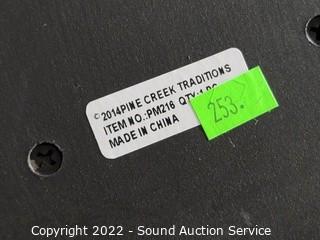 ©2014PINE CREEK TRADITIONS
ITEM NO.:PM216 QTY:1 PC
MADE IN CHINA
253.
Copyright 2022 - Sound Auction Service